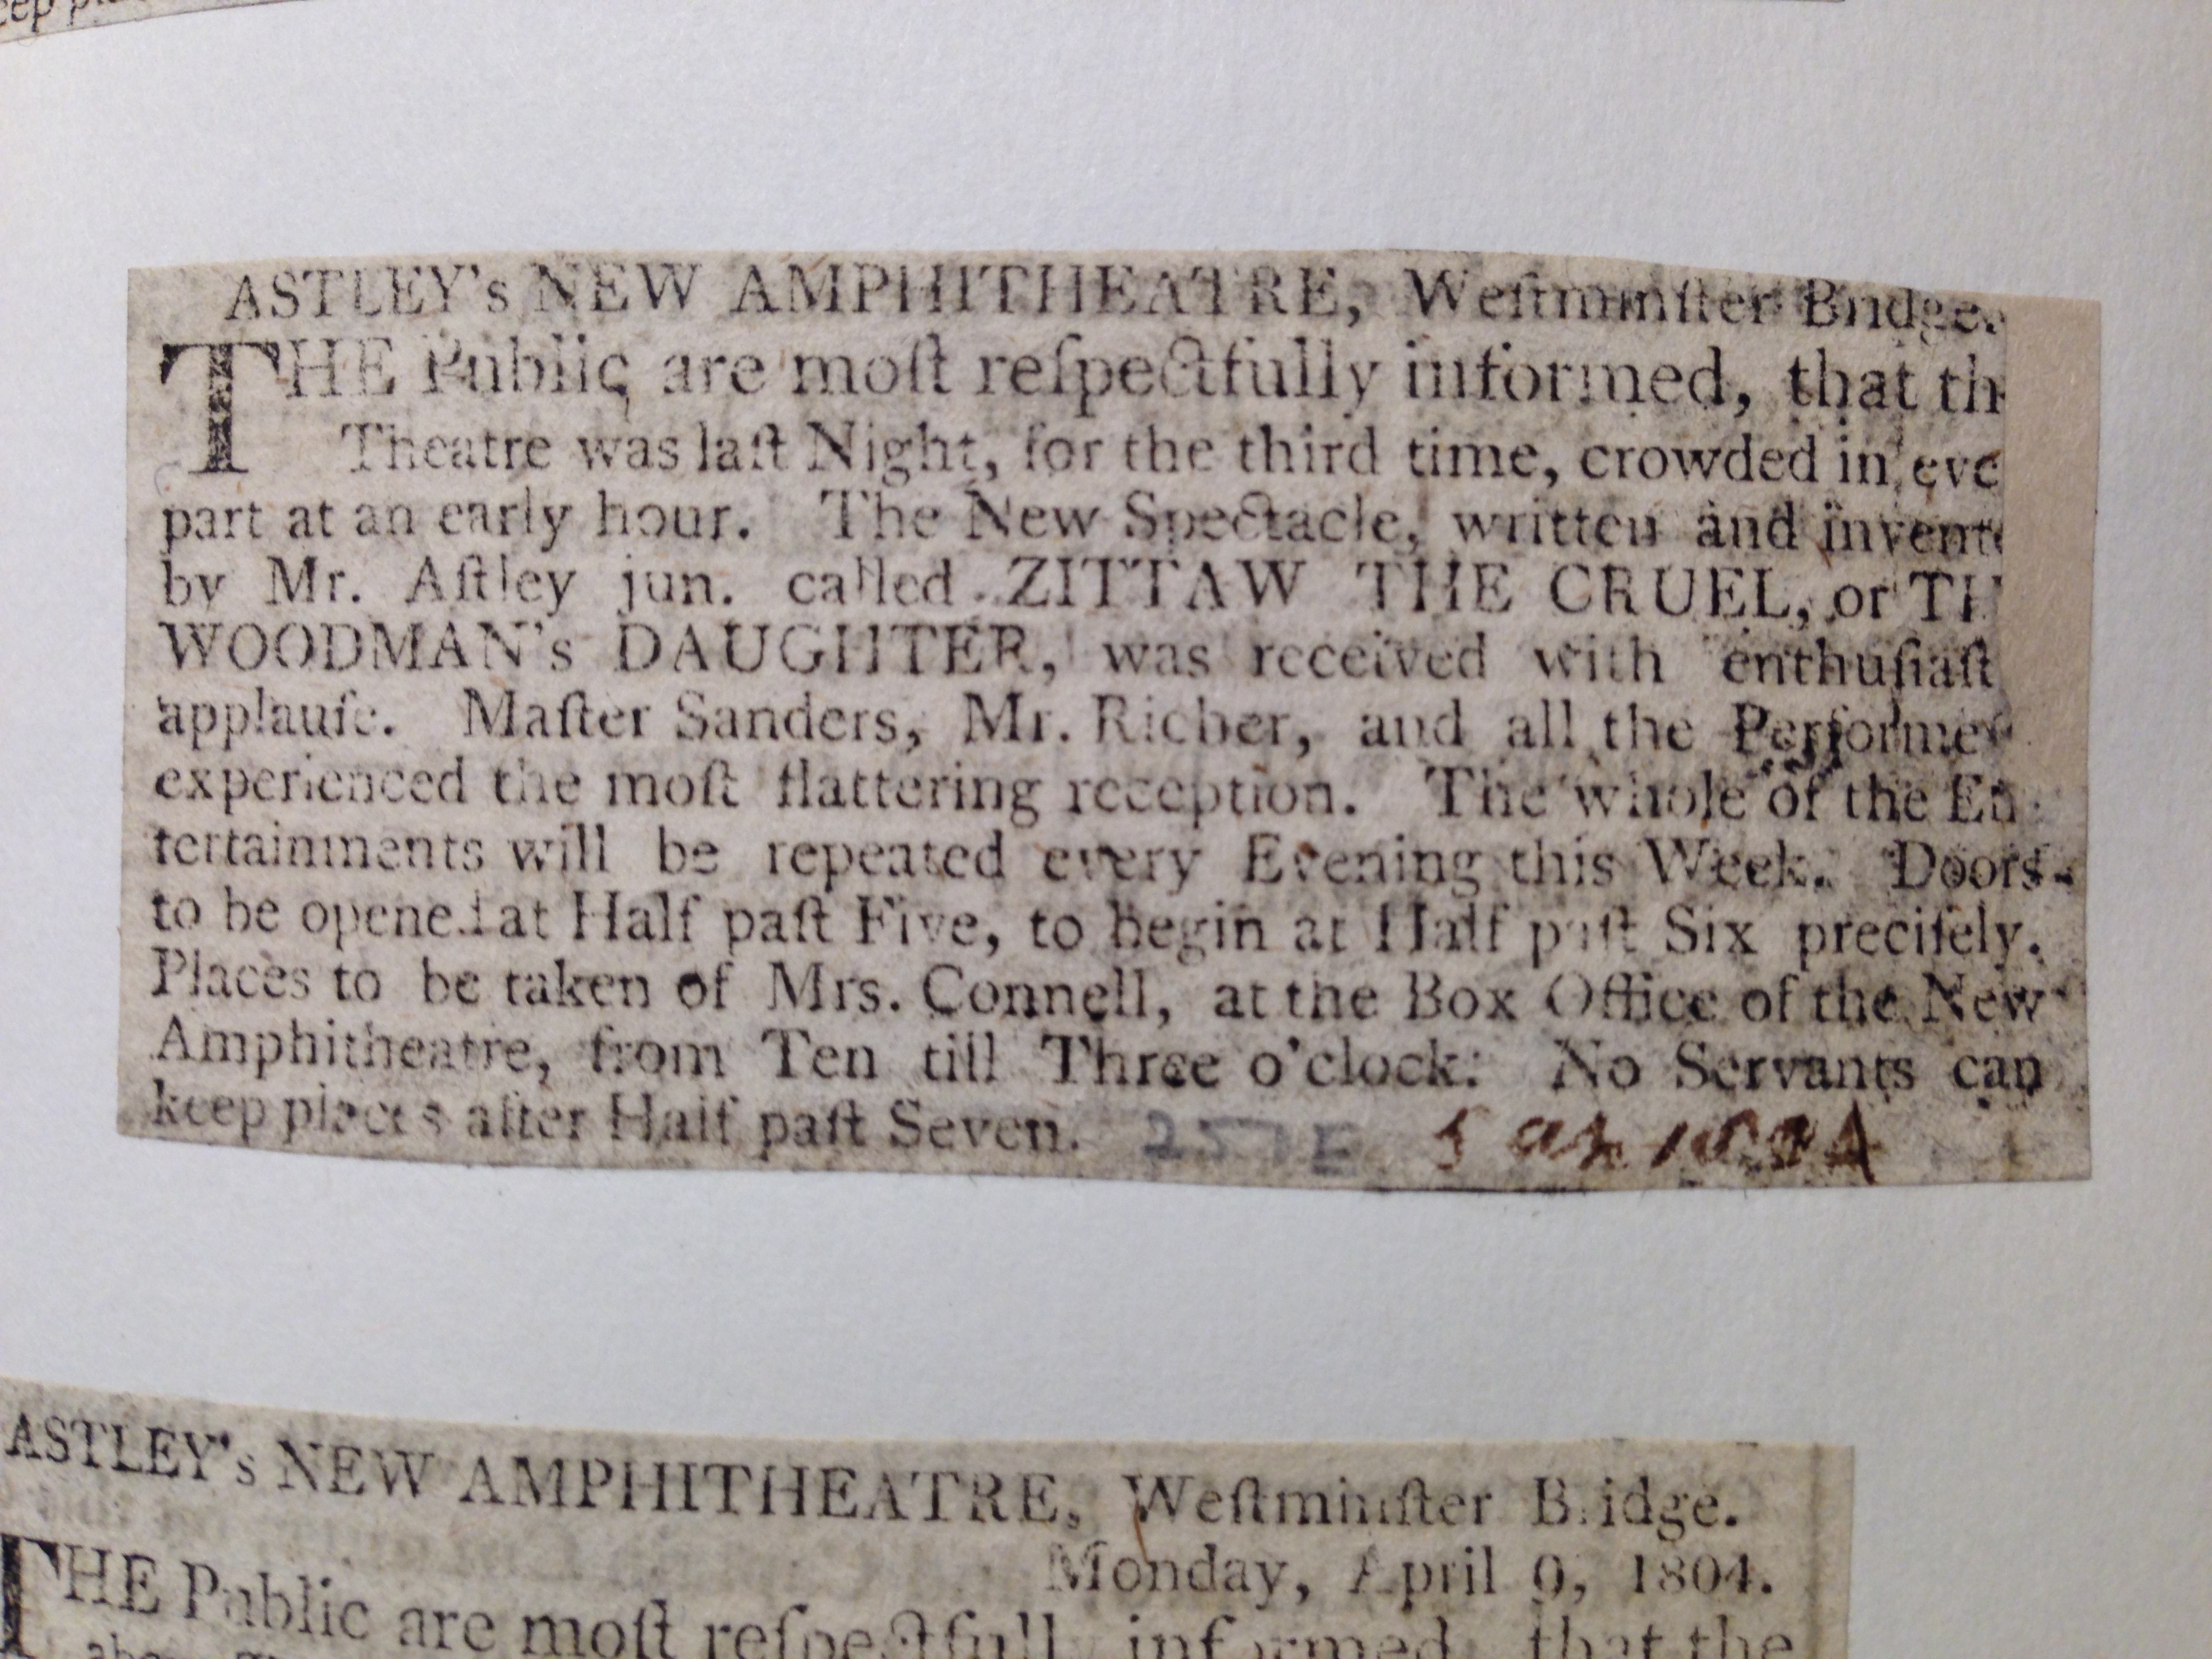 ASTLEY's NEW AMPHITHEATRE, Weſtminſter Bridge.
THE Public are moſt reſpectfully informed, that th
Theatre was laſt Night, for the third time, crowded in eve
part at an early hour. The New Spectacle, written and invente
by Mr. Aſtley jun. called ZITTAW THE CRUEL, or TH
WOODMAN's DAUGHTER, was received with enthuſiaſt
applauſe. Maſter Sanders, Mr. Richer, and all the Performe
experienced the moſt flattering reception. The whole of the En
tertainments will be repeated every Evening this Week. Doors
to be opened at Half paſt Five, to begin at Half paſt Six preciſely.
Places to be taken of Mrs. Connell, at the Box Office of the New
Amphitheatre, from Ten till Three o'clock. No Servants can
keep places after Half paſt Seven.
ASTLEY's NEW AMPHITHEATRE, Weſtminſter Bridge.
Monday, April 9, 1804.
THE Public are moſt reſpectfully informed, that the